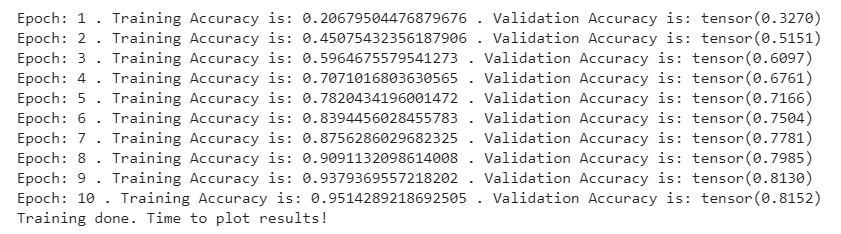 Epoch: 1 . Training Accuracy is: 0.20679504476879676 . Validation Accuracy is: tensor(0.3270)
Epoch: 2 . Training Accuracy is: 0.45075432356187906 . Validation Accuracy is: tensor(0.5151)
Epoch: 3 . Training Accuracy is: 0.5964675579541273 . Validation Accuracy is: tensor(0.6097)
Epoch: 4 . Training Accuracy is: 0.7071016803630565 . Validation Accuracy is: tensor(0.6761)
Epoch: 5 . Training Accuracy is: 0.7820434196001472 . Validation Accuracy is: tensor(0.7166)
Epoch: 6 . Training Accuracy is: 0.8394456028455783 . Validation Accuracy is: tensor(0.7504)
Epoch: 7 . Training Accuracy is: 0.8756286029682325 . Validation Accuracy is: tensor(0.7781)
Epoch: 8 . Training Accuracy is: 0.9091132098614008 . Validation Accuracy is: tensor(0.7985)
Epoch: 9 . Training Accuracy is: 0.9379369557218202 . Validation Accuracy is: tensor(0.8130)
Epoch: 10 . Training Accuracy is: 0.9514289218692505 . Validation Accuracy is: tensor(0.8152)
Training done. Time to plot results!